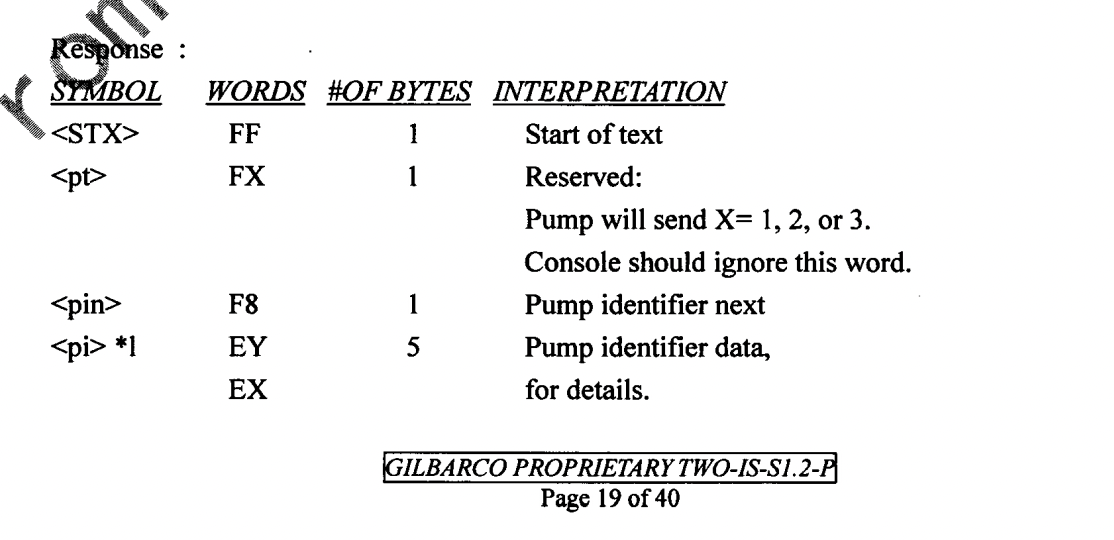 Response :
SYMBOL WORDS #OF BYTES INTERPRETATION
<STX> FF 1 Start of text
<pt> FX 1 Reserved:
Pump will send X= 1, 2, or 3.
Console should ignore this word.
<pin> F8 1 Pump identifier next
<pi> *1 EY 5 Pump identifier data,
EX for details.
GILBARCO PROPRIETARY TWO-IS-S1.2-P
Page 19 of 40